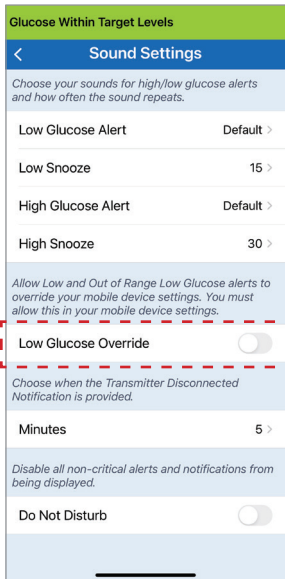 Glucose Within Target Levels
Sound Settings
Choose your sounds for high/low glucose alerts
and how often the sound repeats.
Low Glucose Alert Default >
Low Snooze 15 >
High Glucose Alert Default >
High Snooze 30 >
Allow Low and Out of Range Low Glucose alerts to
override your mobile device settings. You must
allow this in your mobile device settings.
Low Glucose Override
Choose when the Transmitter Disconnected
Notification is provided.
Minutes 5 >
Disable all non-critical alerts and notifications from
being displayed.
Do Not Disturb